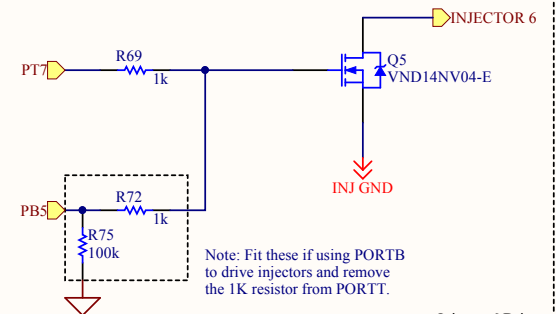 INJECTOR 6
R69
Q5
PT7
1k
VND14NV04-E
INJ GND
R72
PB5
1k
R75
100k
Note: Fit these if using PORTB
to drive injectors and remove
the 1K resistor from PORTT.